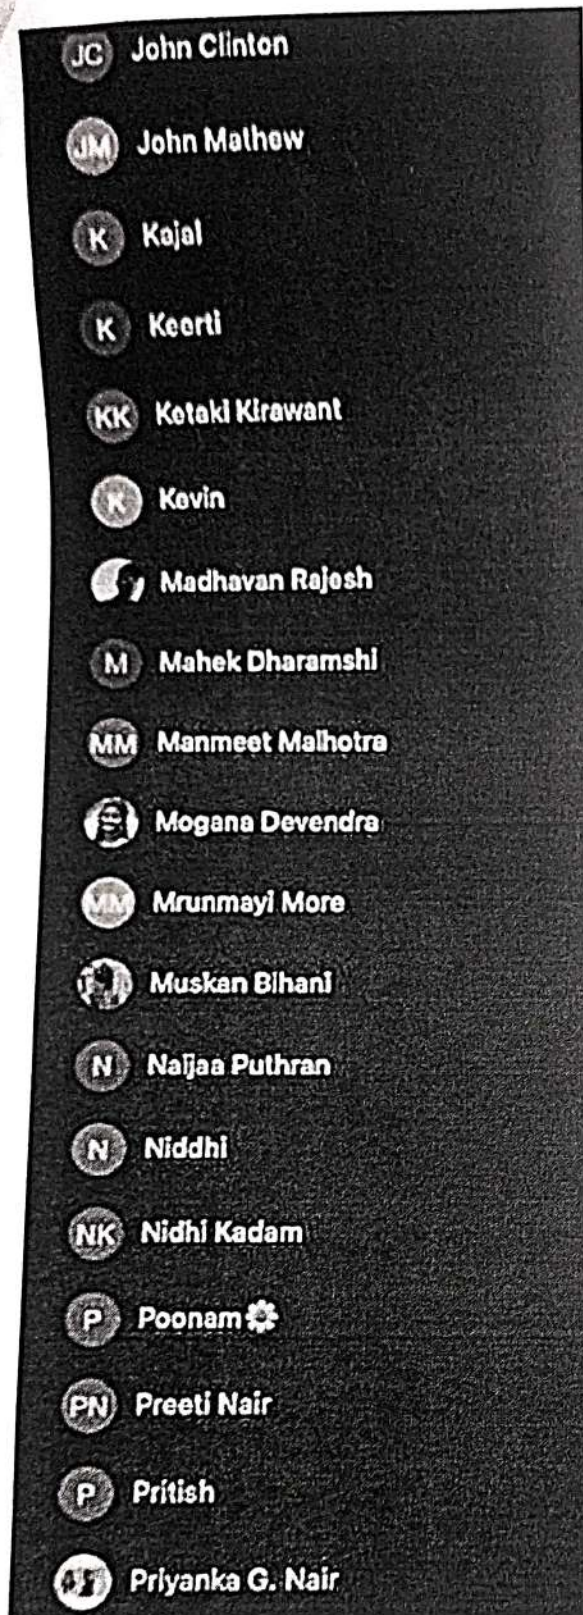 JC John Clinton
JM John Mathew
K Kajal
K Keerti
KK Ketaki Kirawant
K Kevin
Madhavan Rajesh
M Mahek Dharamshi
MM Manmeet Malhotra
Mogana Devendra
MM Mrunmayi More
Muskan Bihani
N Naijaa Puthran
N Niddhi
NK Nidhi Kadam
P Poonam🌼
PN Preeti Nair
P Pritish
Priyanka G. Nair